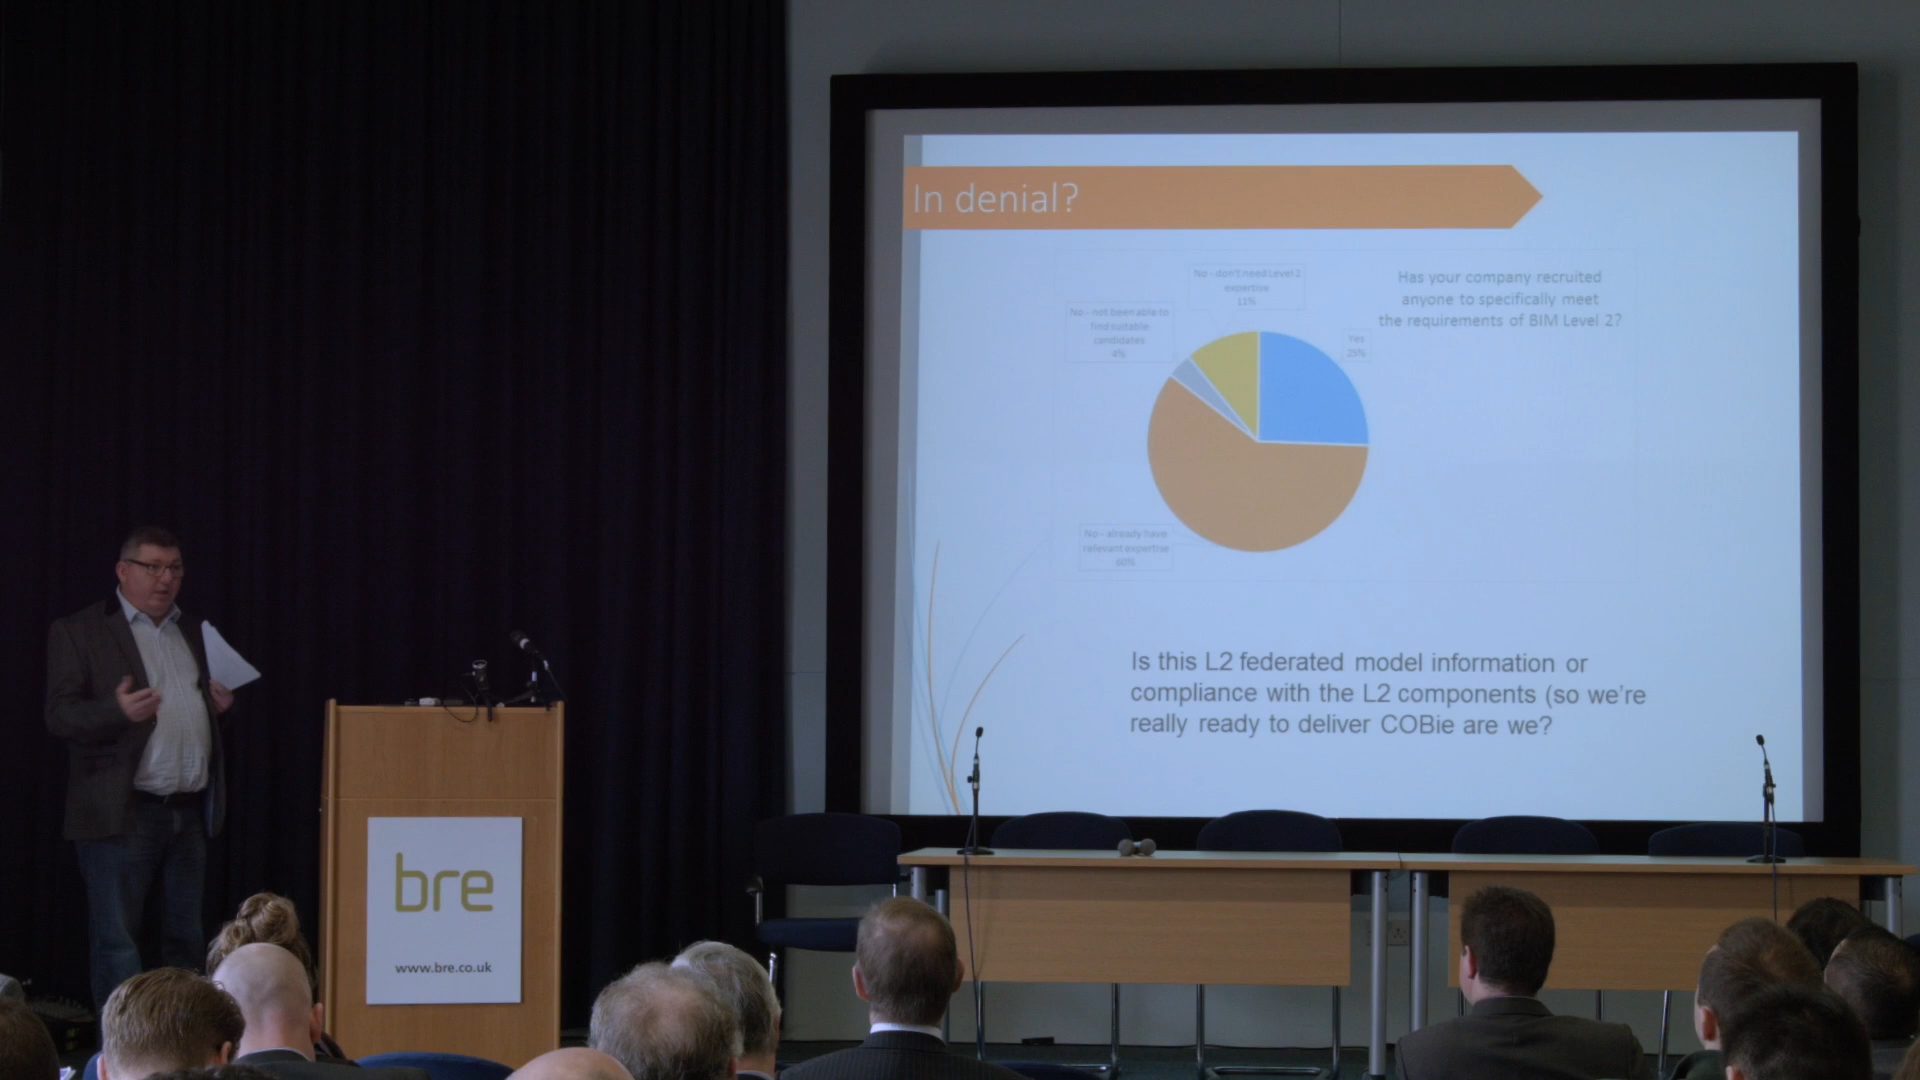 In denial?
No - don't need Level 2
expertise
11%
Has your company recruited
anyone to specifically meet
the requirements of BIM Level 2?
No - not been able to
find suitable
candidates
4%
Yes
25%
No - already have
relevant expertise
60%
Is this L2 federated model information or
compliance with the L2 components (so we're
really ready to deliver COBie are we?
bre
www.bre.co.uk